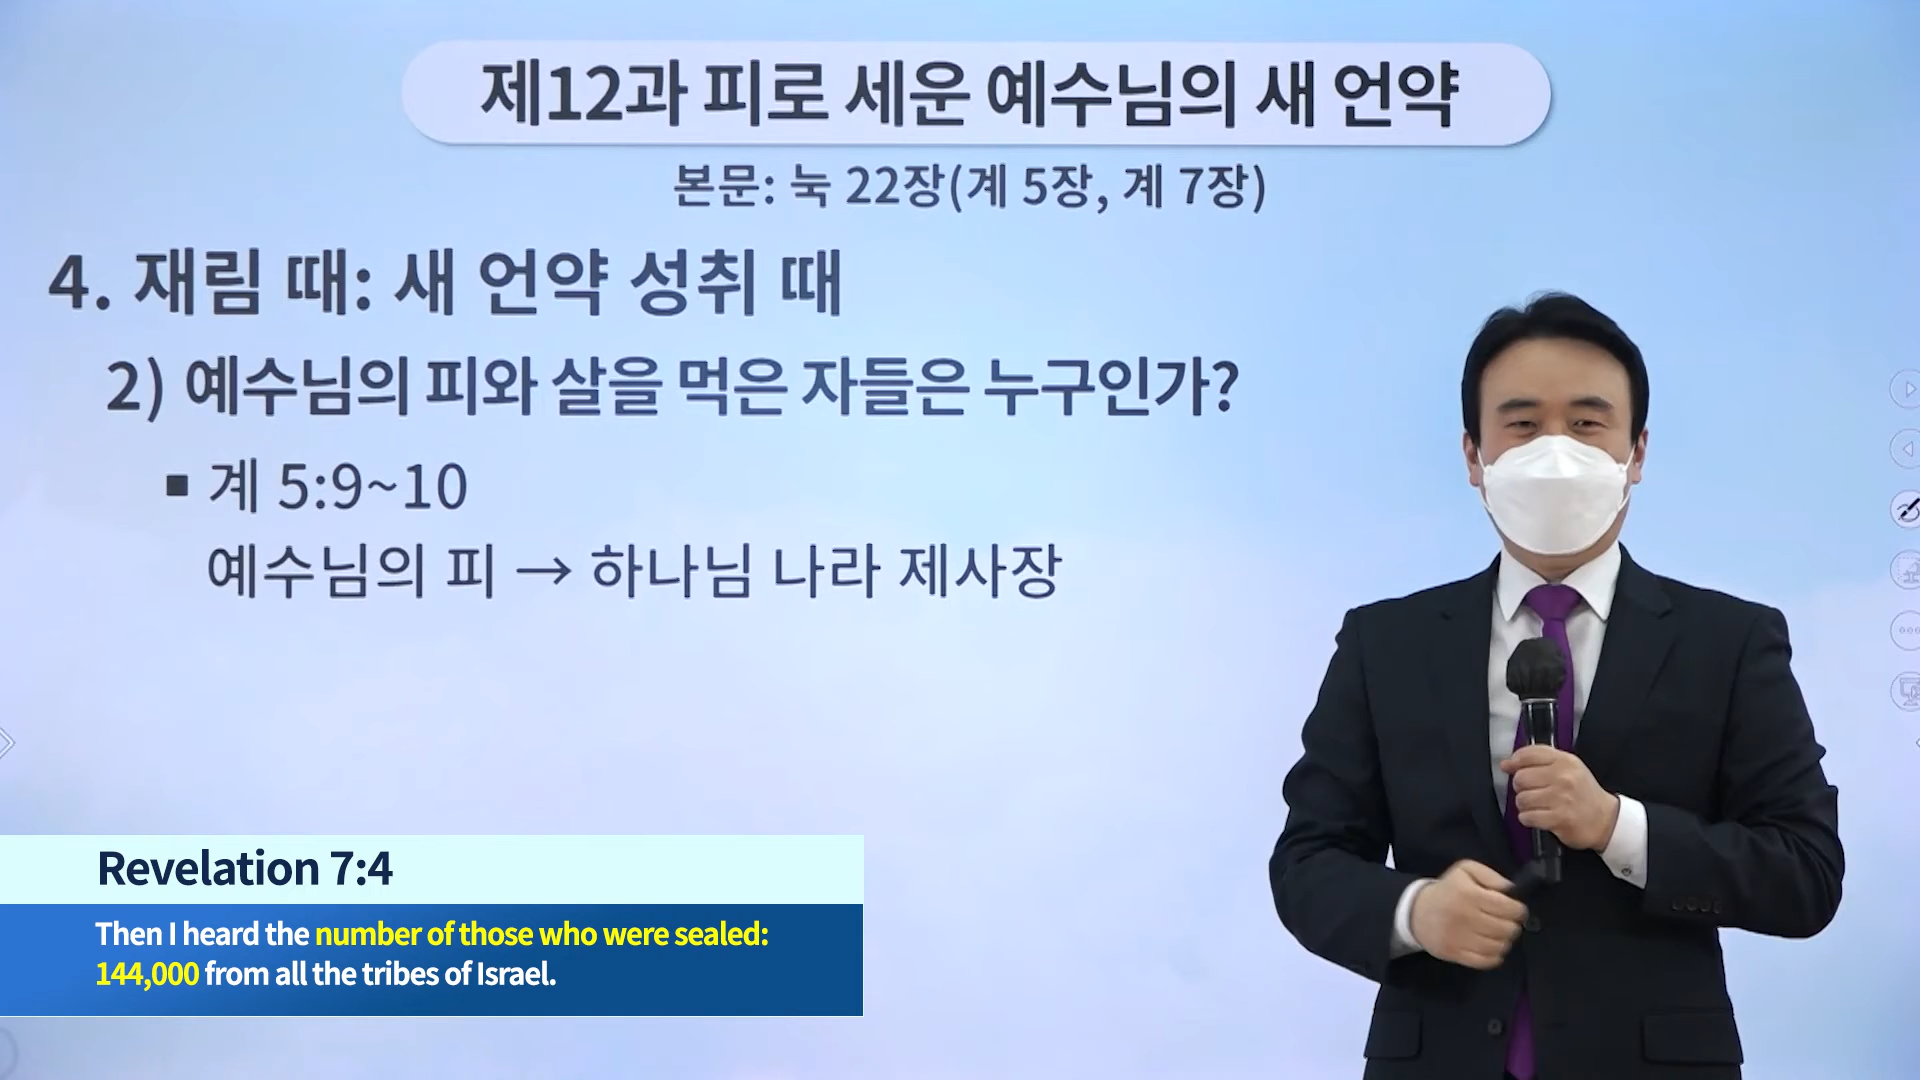 제12과 피로 세운 예수님의 새 언약
본문: 눅 22장(계 5장, 계 7장)
4. 재림 때: 새 언약 성취 때
2) 예수님의 피와 살을 먹은 자들은 누구인가?
▪ 계 5:9~10
예수님의 피 → 하나님 나라 제사장
Revelation 7:4
Then I heard the number of those who were sealed:
144,000 from all the tribes of Israel.